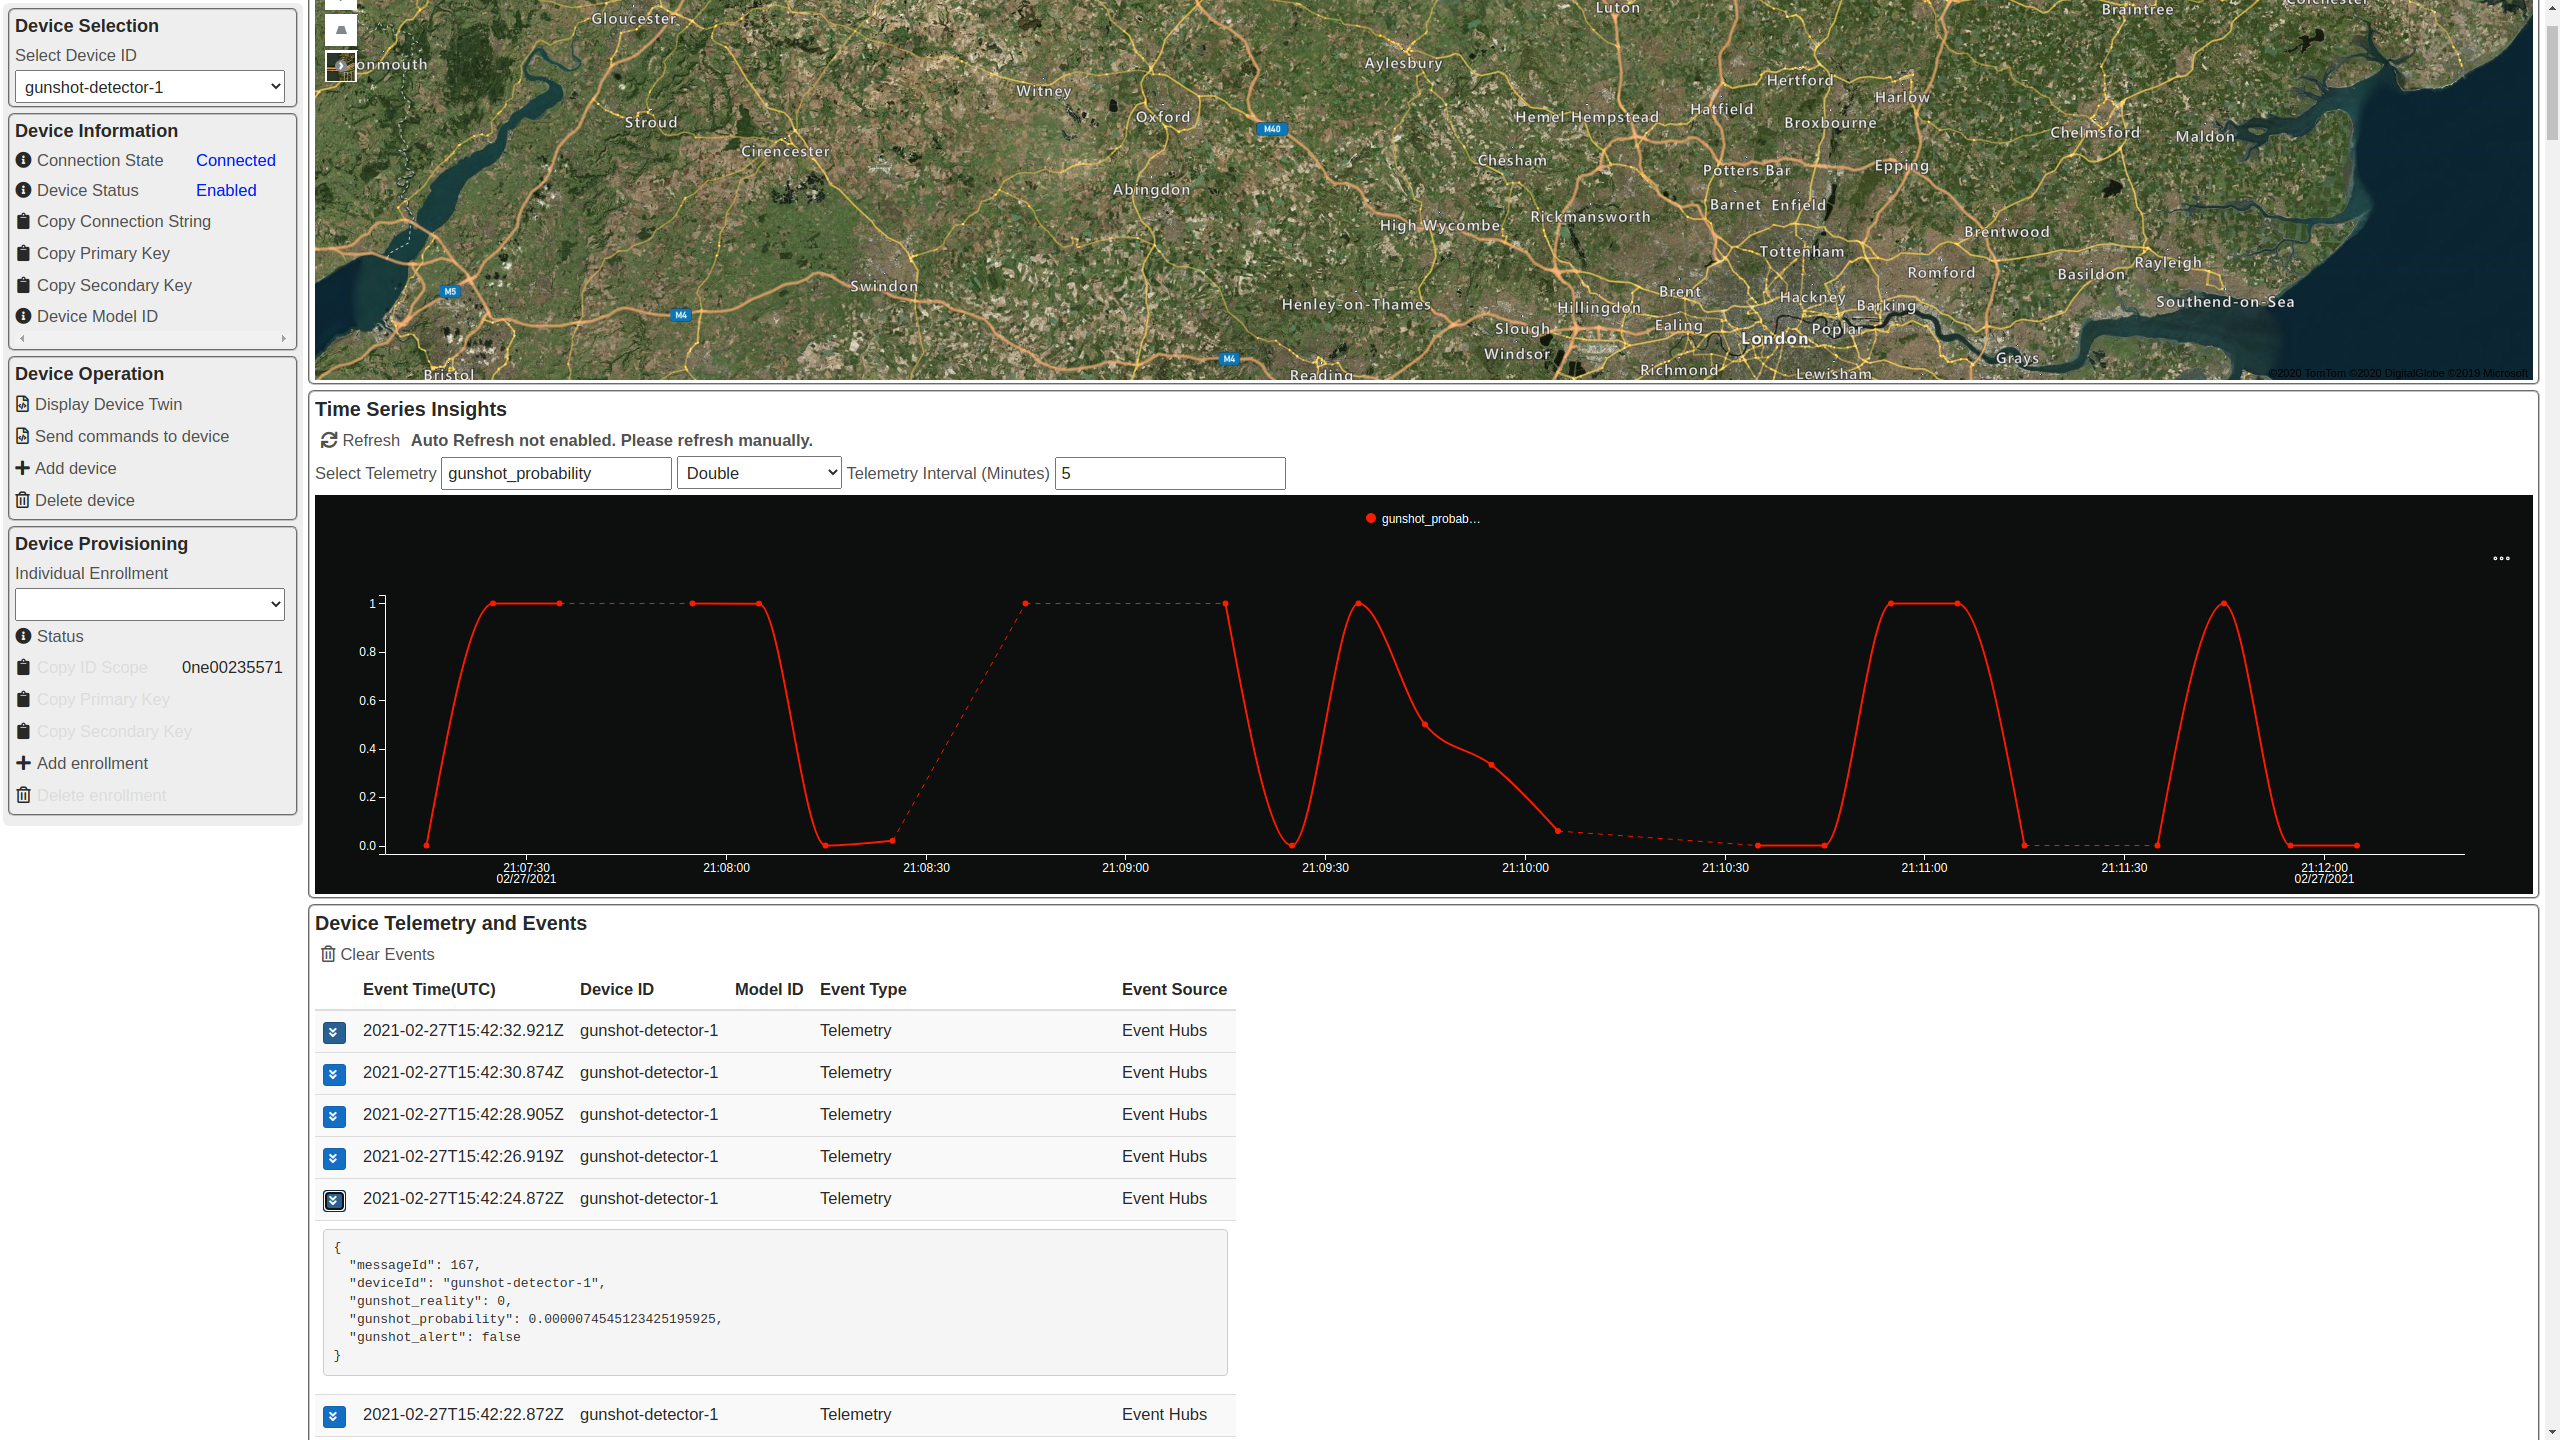 Device Selection
Select Device ID
gunshot-detector-1
Device Information
Connection State Connected
Device Status Enabled
Copy Connection String
Copy Primary Key
Copy Secondary Key
Device Model ID
Device Operation
Display Device Twin
Send commands to device
Add device
Delete device
Device Provisioning
Individual Enrollment
Status
Copy ID Scope 0ne00235571
Copy Primary Key
Copy Secondary Key
Add enrollment
Delete enrollment
Gloucester
Luton
Braintree
Colchester
onmouth
Aylesbury
Witney
Hertford
Harlow
Stroud
Oxford
M40
Hemel Hempstead
Hatfield
Broxbourne
Chelmsford
Maldon
Cirencester
Chesham
Potters Bar
Epping
Abingdon
High Wycombe
Rickmansworth
Barnet
Enfield
Brentwood
Tottenham
Romford
Basildon
Rayleigh
M5
Swindon
Brent
Hackney
Barking
Southend-on-Sea
M4
Henley-on-Thames
Hillingdon
Slough
Ealing
London
Poplar
Windsor
M4
Grays
Bristol
Reading
Richmond
Lewisham
©2020 TomTom ©2020 DigitalGlobe ©2019 Microsoft
Time Series Insights
Refresh Auto Refresh not enabled. Please refresh manually.
Select Telemetry gunshot_probability Double Telemetry Interval (Minutes) 5
gunshot_probab...
1
0.8
0.6
0.4
0.2
0.0
21:07:30 21:08:00 21:08:30 21:09:00 21:09:30 21:10:00 21:10:30 21:11:00 21:11:30 21:12:00
02/27/2021 02/27/2021
Device Telemetry and Events
Clear Events
Event Time(UTC) Device ID Model ID Event Type Event Source
2021-02-27T15:42:32.921Z gunshot-detector-1 Telemetry Event Hubs
2021-02-27T15:42:30.874Z gunshot-detector-1 Telemetry Event Hubs
2021-02-27T15:42:28.905Z gunshot-detector-1 Telemetry Event Hubs
2021-02-27T15:42:26.919Z gunshot-detector-1 Telemetry Event Hubs
2021-02-27T15:42:24.872Z gunshot-detector-1 Telemetry Event Hubs
{
"messageId": 167,
"deviceId": "gunshot-detector-1",
"gunshot_reality": 0,
"gunshot_probability": 0.0000074545123425195925,
"gunshot_alert": false
}
2021-02-27T15:42:22.872Z gunshot-detector-1 Telemetry Event Hubs